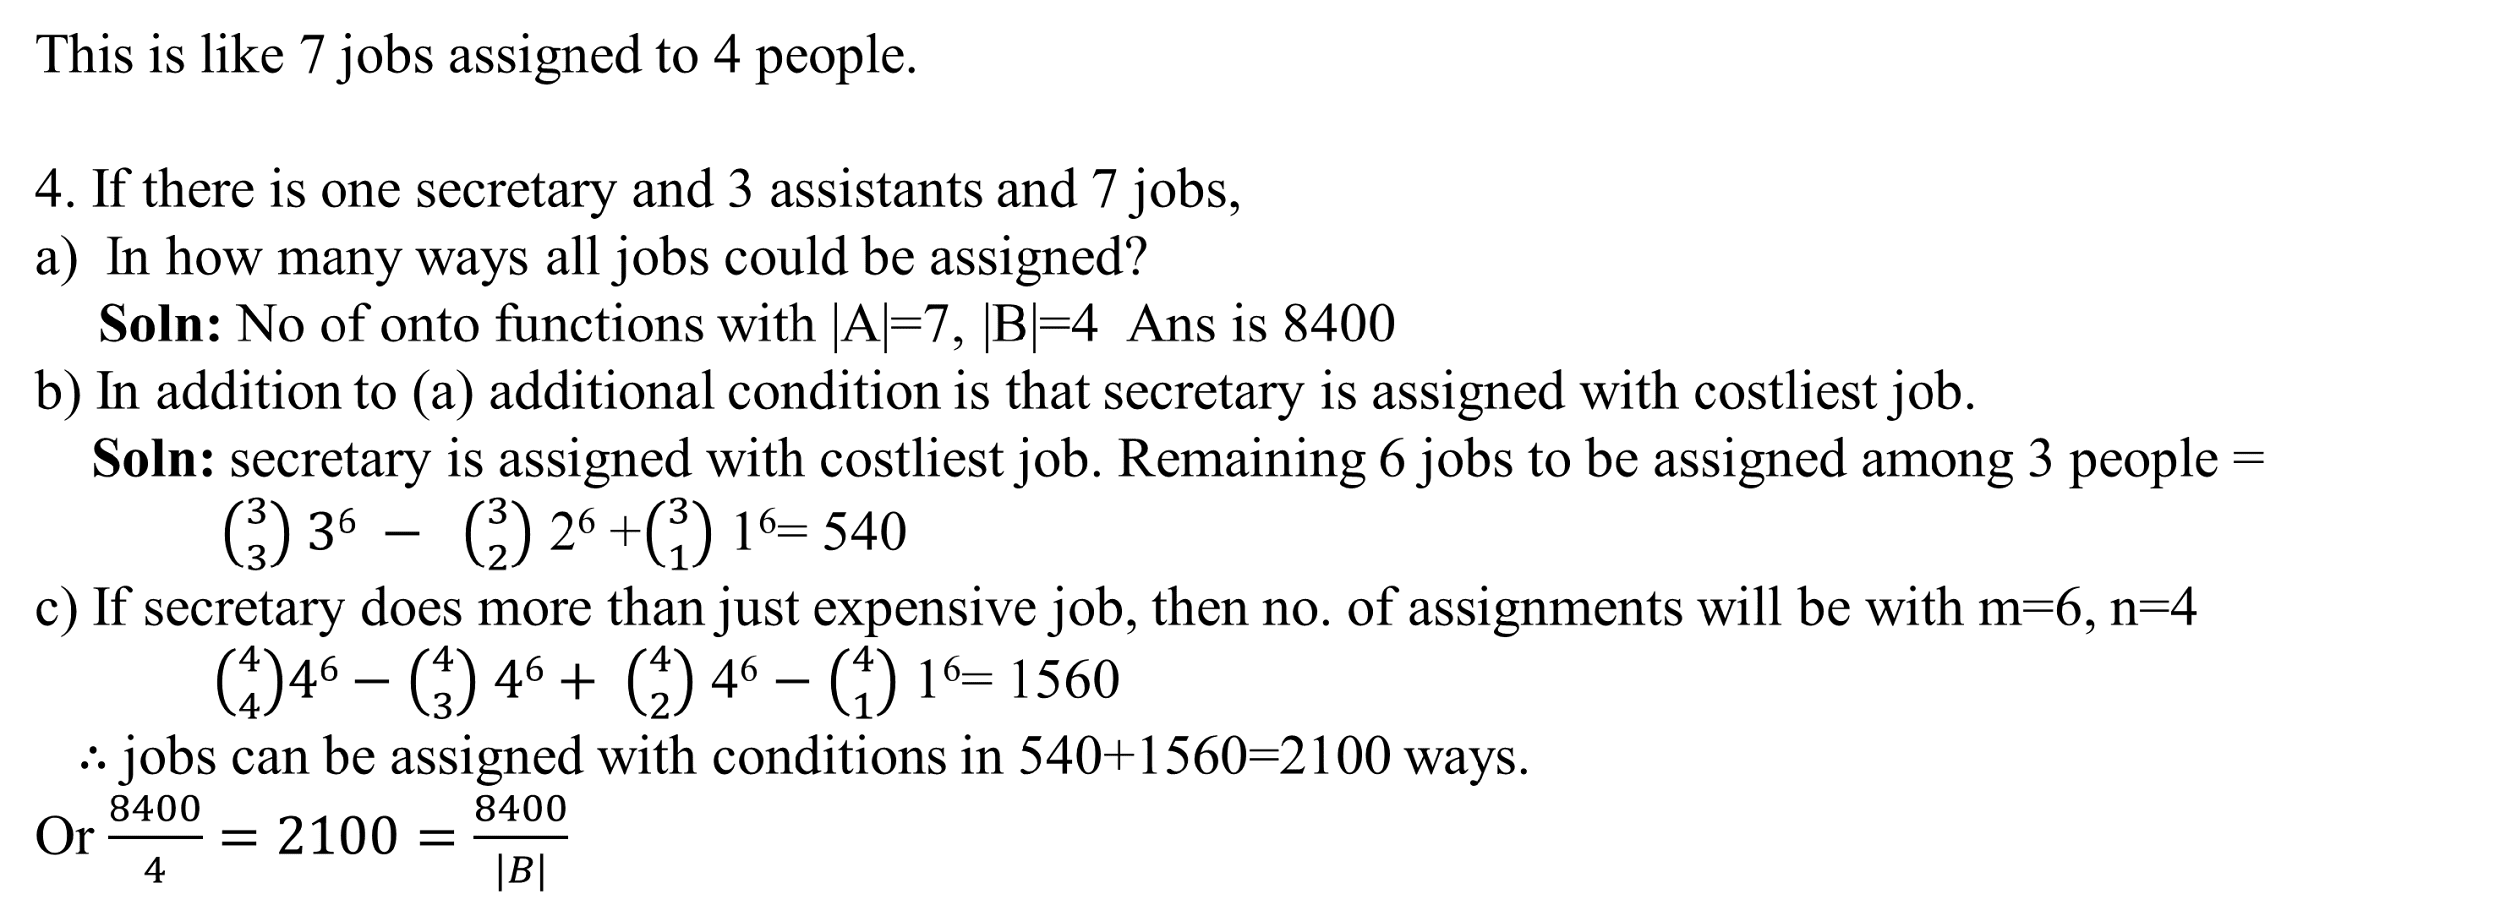 This is like 7 jobs assigned to 4 people.
4. If there is one secretary and 3 assistants and 7 jobs,
a) In how many ways all jobs could be assigned?
Soln: No of onto functions with |A|=7, |B|=4 Ans is 8400
b) In addition to (a) additional condition is that secretary is assigned with costliest job.
Soln: secretary is assigned with costliest job. Remaining 6 jobs to be assigned among 3 people =
(3 3) 3⁶ − (3 2) 2⁶ +(3 1) 1⁶= 540
c) If secretary does more than just expensive job, then no. of assignments will be with m=6, n=4
(4 4)4⁶ − (4 3) 4⁶ + (4 2) 4⁶ − (4 1) 1⁶= 1560
∴ jobs can be assigned with conditions in 540+1560=2100 ways.
Or 8400/4 = 2100 = 8400/|B|